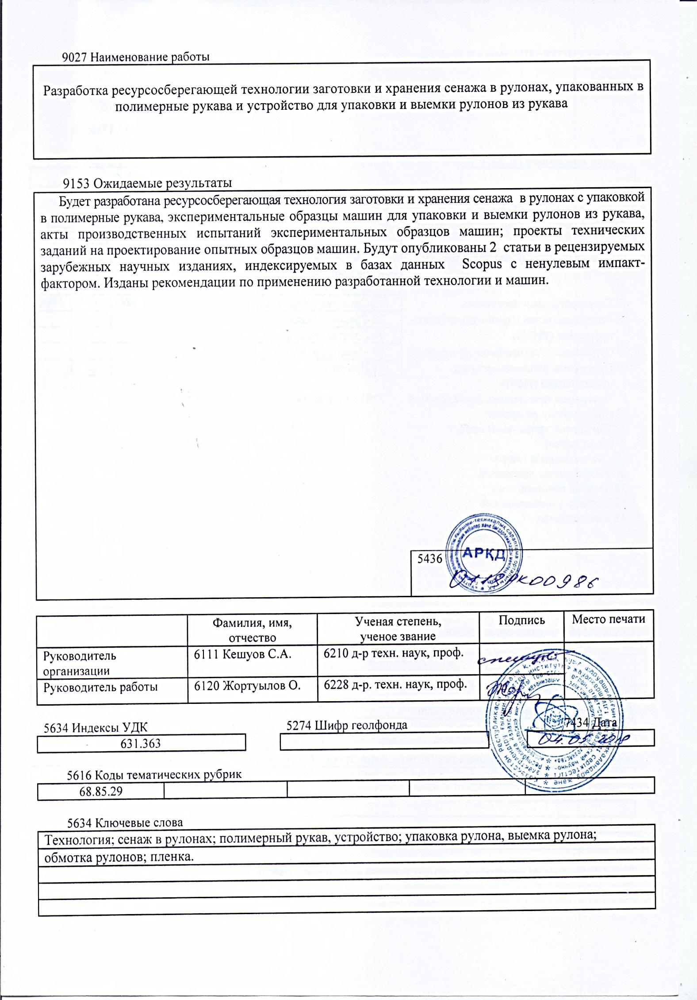 9027 Наименование работы
Разработка ресурсосберегающей технологии заготовки и хранения сенажа в рулонах, упакованных в
полимерные рукава и устройство для упаковки и выемки рулонов из рукава
9153 Ожидаемые результаты
Будет разработана ресурсосберегающая технология заготовки и хранения сенажа в рулонах с упаковкой
в полимерные рукава, экспериментальные образцы машин для упаковки и выемки рулонов из рукава,
акты производственных испытаний экспериментальных образцов машин; проекты технических
заданий на проектирование опытных образцов машин. Будут опубликованы 2 статьи в рецензируемых
зарубежных научных изданиях, индексируемых в базах данных Scopus с ненулевым импакт-
фактором. Изданы рекомендации по применению разработанной технологии и машин.
АРҚД
5436
РК00986
Фамилия, имя, отчество
Ученая степень, ученое звание
Подпись
Место печати
Руководитель организации
6111 Кешуов С.А.
6210 д-р техн. наук, проф.
Руководитель работы
6120 Жортуылов О.
6228 д-р. техн. наук, проф.
5634 Индексы УДК
5274 Шифр геолфонда
7434 Дата
631.363
5616 Коды тематических рубрик
68.85.29
5634 Ключевые слова
Технология; сенаж в рулонах; полимерный рукав, устройство; упаковка рулона, выемка рулона;
обмотка рулонов; пленка.